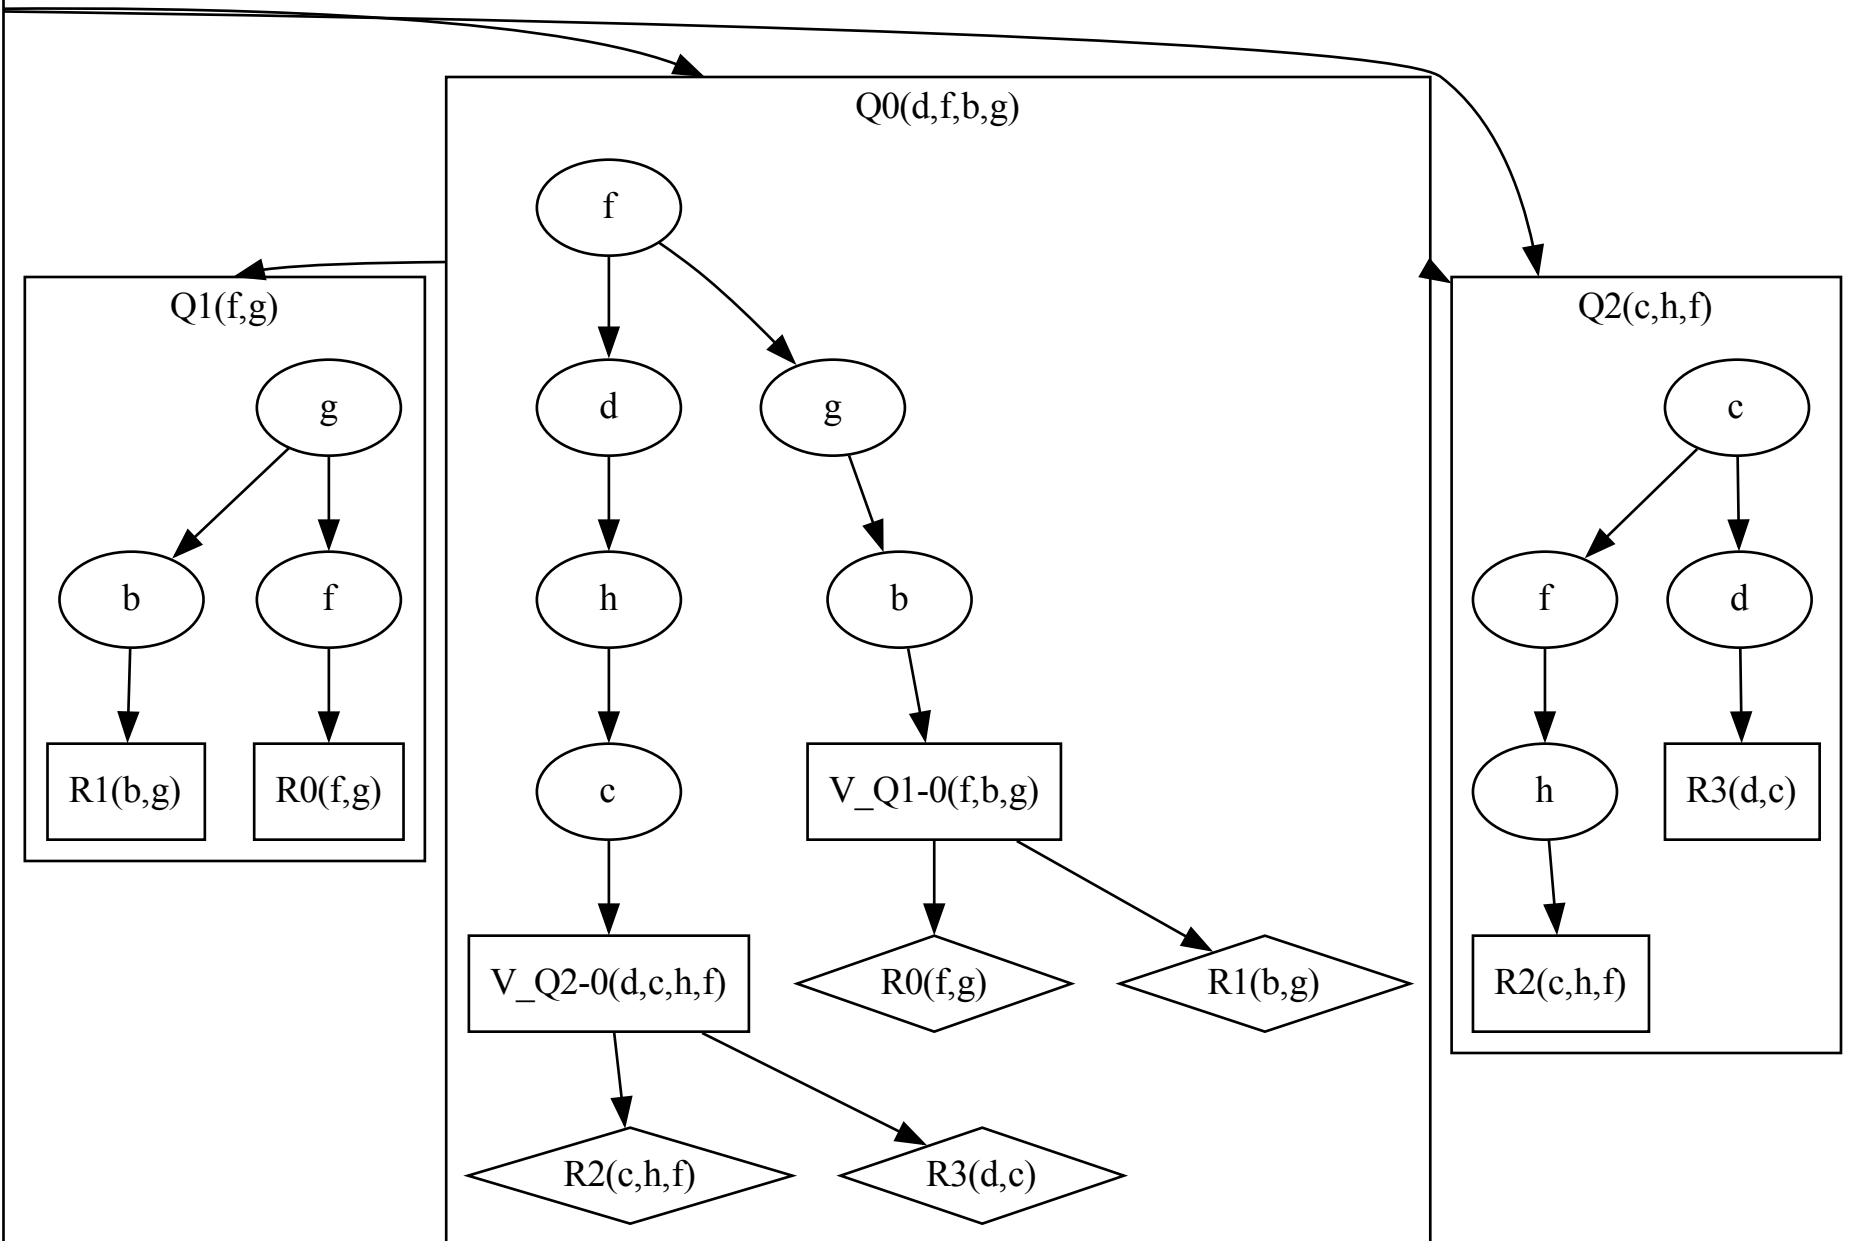 Q0(d,f,b,g)
f
d
g
h
b
c
V_Q1-0(f,b,g)
V_Q2-0(d,c,h,f)
R0(f,g)
R1(b,g)
R2(c,h,f)
R3(d,c)
Q1(f,g)
g
b
f
R1(b,g)
R0(f,g)
Q2(c,h,f)
c
f
d
h
R3(d,c)
R2(c,h,f)